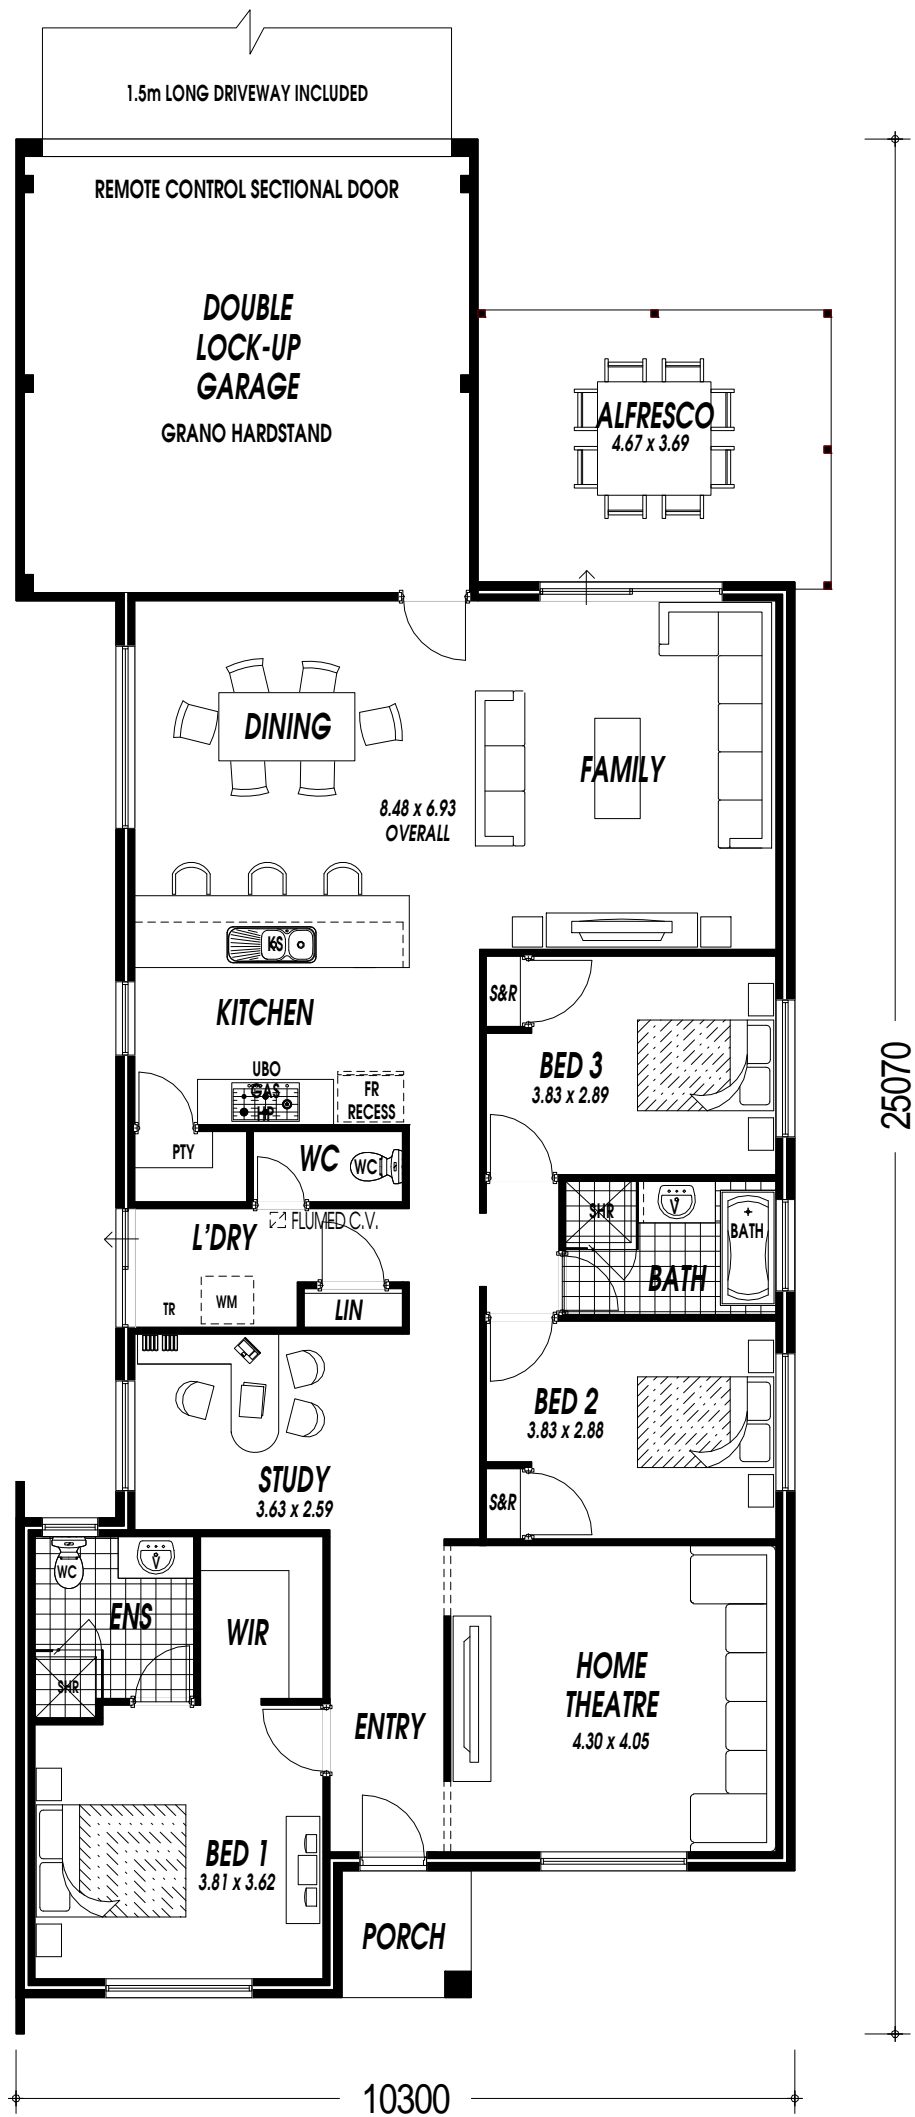 1.5m LONG DRIVEWAY INCLUDED
REMOTE CONTROL SECTIONAL DOOR
DOUBLE
LOCK-UP
GARAGE
GRANO HARDSTAND
ALFRESCO
4.67 x 3.69
DINING
FAMILY
8.48 x 6.93
OVERALL
KS
KITCHEN
S&R
BED 3
3.83 x 2.89
25070
UBO
GAS
HP
FR
RECESS
PTY
WC
WC
SHR
V
BATH
BATH
FLUMED C.V.
L'DRY
TR
WM
LIN
BED 2
3.83 x 2.88
S&R
STUDY
3.63 x 2.59
WC
V
ENS
SHR
WIR
HOME
THEATRE
4.30 x 4.05
ENTRY
BED 1
3.81 x 3.62
PORCH
10300